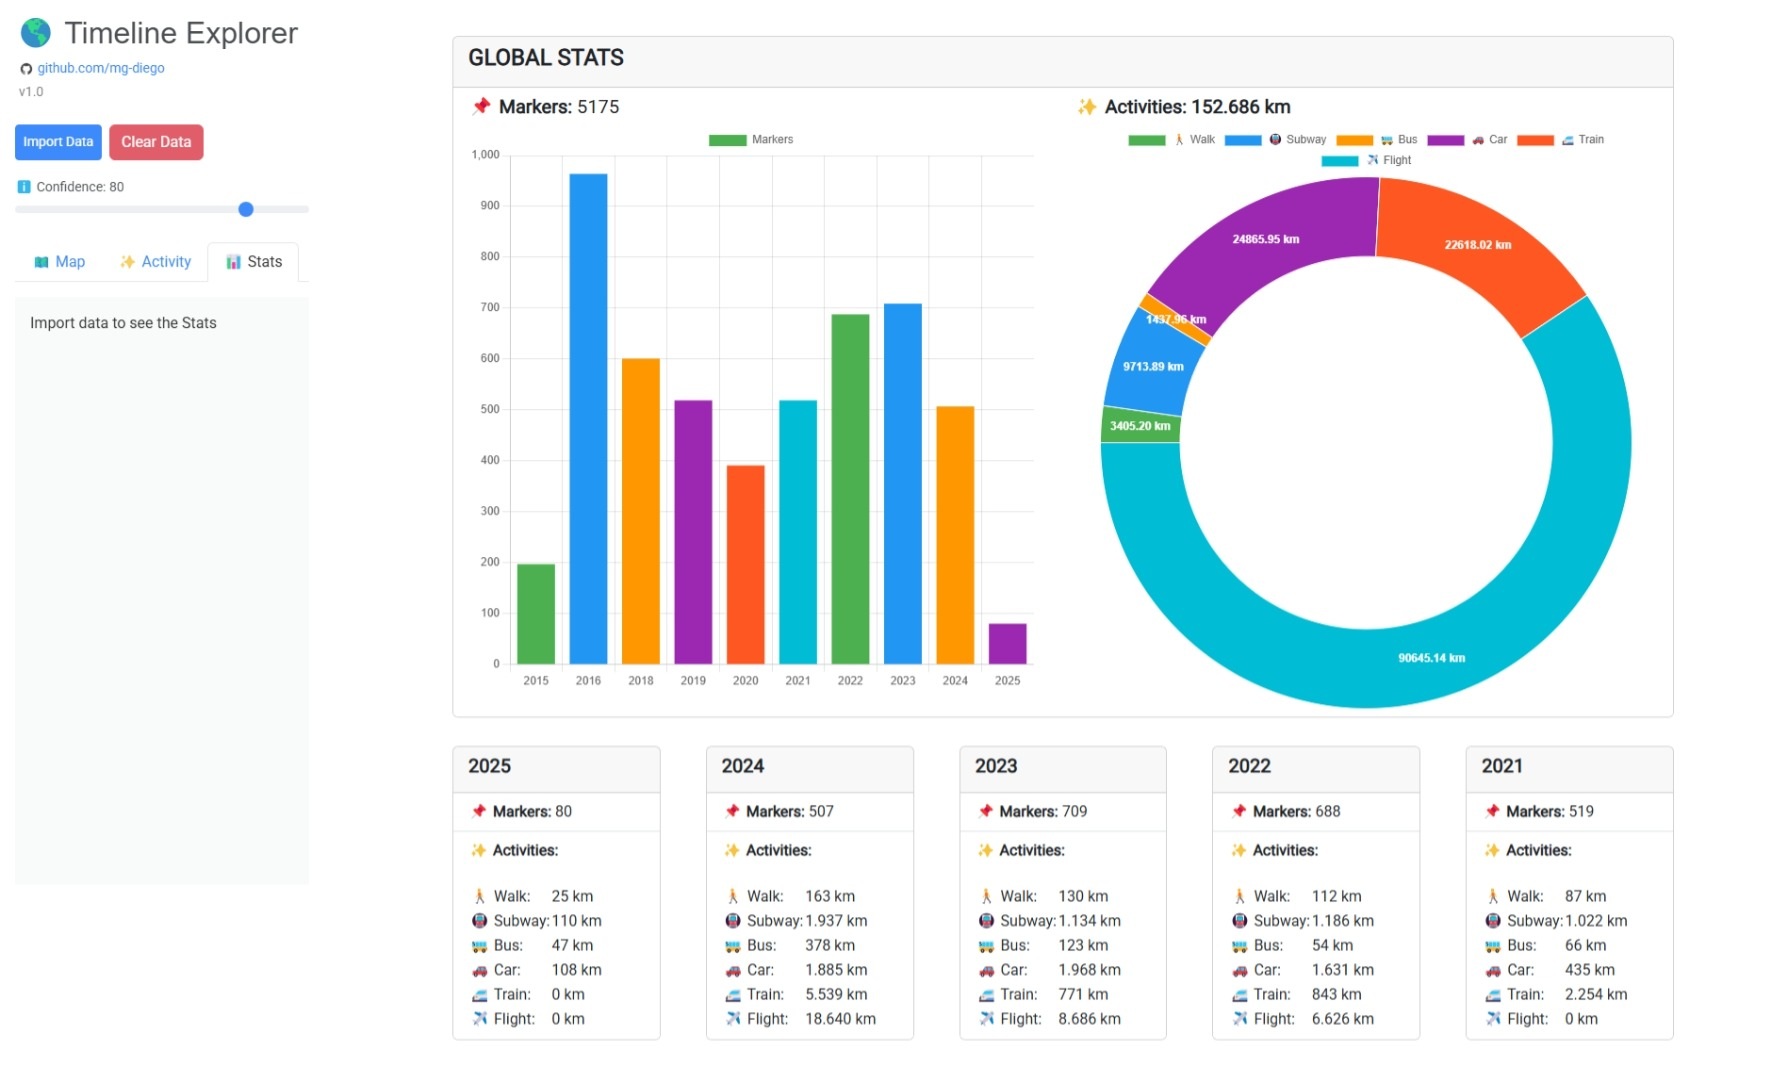 Timeline Explorer
github.com/mg-diego
v1.0
Import Data Clear Data
Confidence: 80
Map Activity Stats
Import data to see the Stats
GLOBAL STATS
Markers: 5175
Markers
1,000
900
800
700
600
500
400
300
200
100
0
2015 2016 2018 2019 2020 2021 2022 2023 2024 2025
Activities: 152.686 km
Walk Subway Bus Car Train
Flight
24865.95 km
22618.02 km
1437.96 km
9713.89 km
3405.20 km
90645.14 km
2025
Markers: 80
Activities:
Walk: 25 km
Subway: 110 km
Bus: 47 km
Car: 108 km
Train: 0 km
Flight: 0 km
2024
Markers: 507
Activities:
Walk: 163 km
Subway: 1.937 km
Bus: 378 km
Car: 1.885 km
Train: 5.539 km
Flight: 18.640 km
2023
Markers: 709
Activities:
Walk: 130 km
Subway: 1.134 km
Bus: 123 km
Car: 1.968 km
Train: 771 km
Flight: 8.686 km
2022
Markers: 688
Activities:
Walk: 112 km
Subway: 1.186 km
Bus: 54 km
Car: 1.631 km
Train: 843 km
Flight: 6.626 km
2021
Markers: 519
Activities:
Walk: 87 km
Subway: 1.022 km
Bus: 66 km
Car: 435 km
Train: 2.254 km
Flight: 0 km